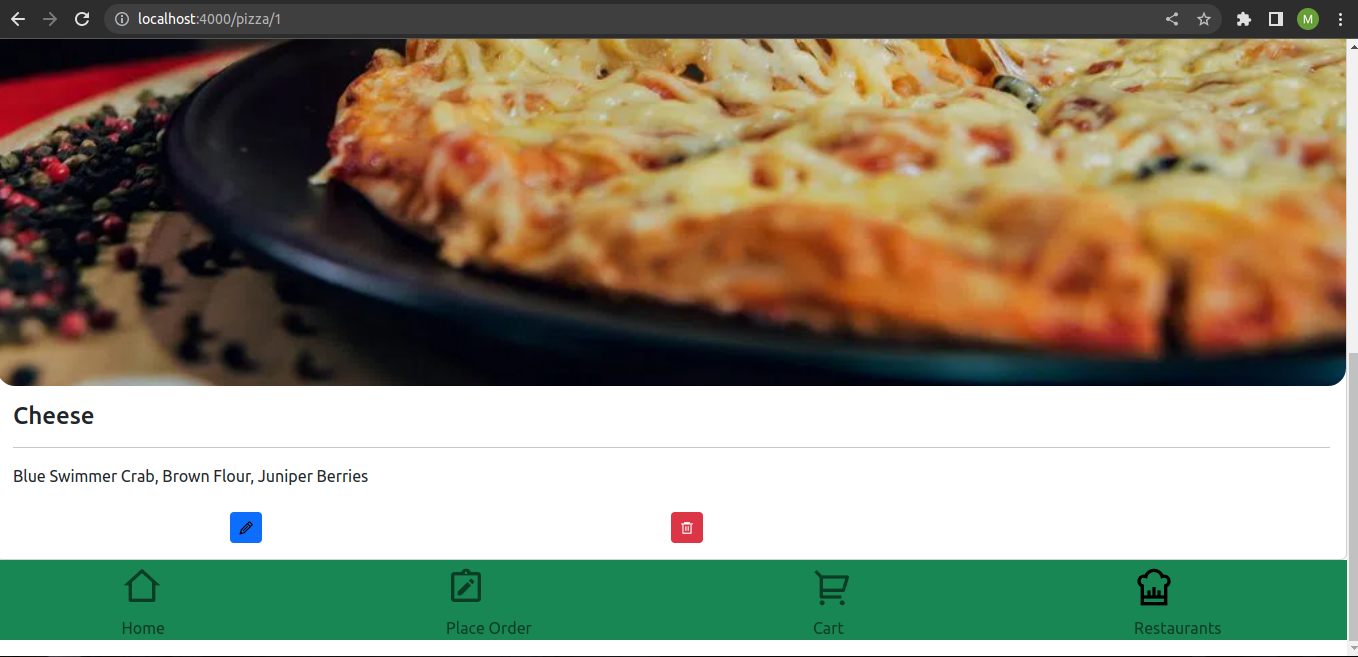 localhost:4000/pizza/1
M
Cheese
Blue Swimmer Crab, Brown Flour, Juniper Berries
Home
Place Order
Cart
Restaurants